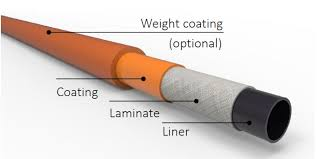 Weight coating
(optional)
Coating
Laminate
Liner